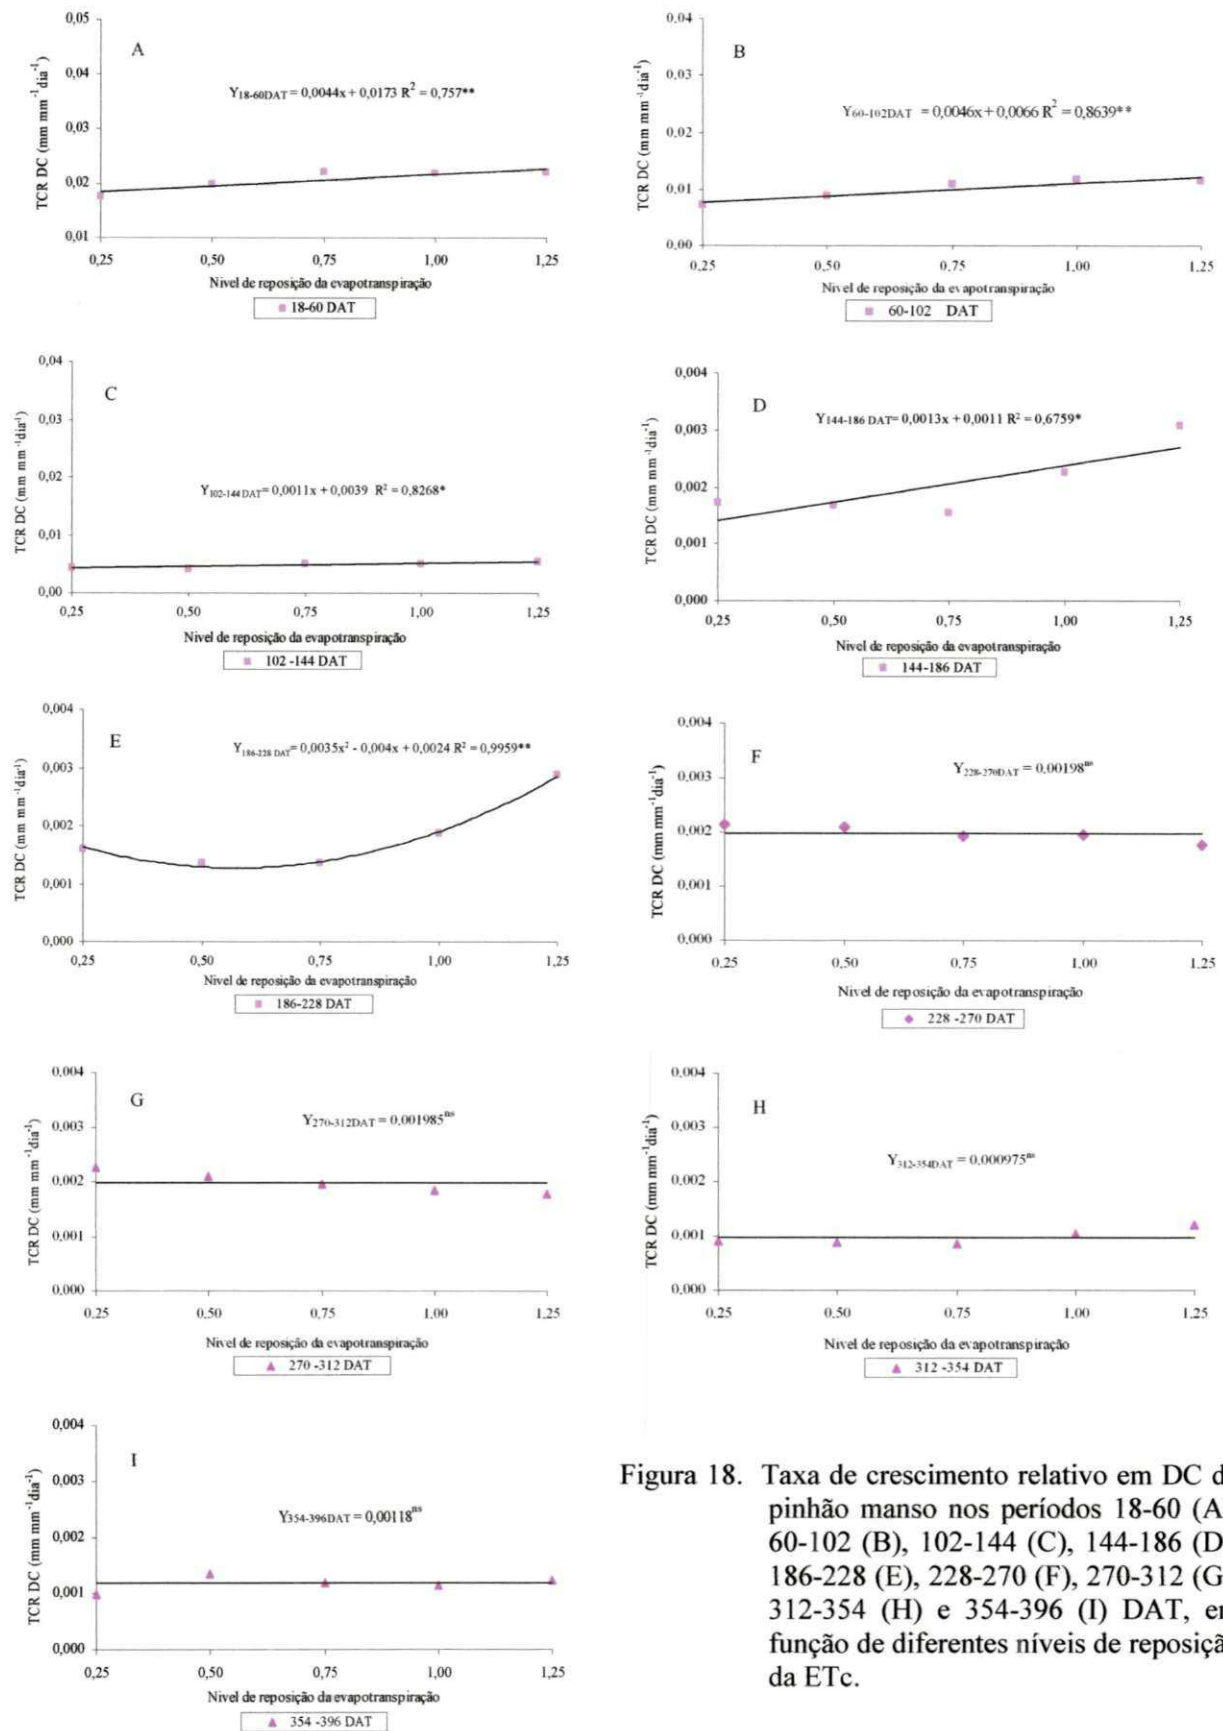 0,05
0,04
0,03
0,02
0,01
TCR DC (mm mm⁻¹dia⁻¹)
A
Y18-60DAT = 0,0044x + 0,0173 R² = 0,757**
0,25 0,50 0,75 1,00 1,25
Nivel de reposição da evapotranspiração
18-60 DAT
0.04
0.03
0.02
0.01
0.00
TCR DC (mm mm⁻¹dia⁻¹)
B
Y60-102DAT = 0,0046x + 0,0066 R² = 0,8639**
0,25 0,50 0,75 1,00 1,25
Nivel de reposição da evapotranspiração
60-102 DAT
0,04
0,03
0,02
0,01
0,00
TCR DC (mm mm⁻¹dia⁻¹)
C
Y102-144 DAT = 0,0011x + 0,0039 R² = 0,8268*
0,25 0,50 0,75 1,00 1,25
Nivel de reposição da evapotranspiração
102 -144 DAT
0,004
0,003
0,002
0,001
0,000
TCR DC (mm mm⁻¹dia⁻¹)
D
Y144-186 DAT = 0,0013x + 0,0011 R² = 0,6759*
0,25 0,50 0,75 1,00 1,25
Nivel de reposição da evapotranspiração
144-186 DAT
0,004
0,003
0,002
0,001
0,000
TCR DC (mm mm⁻¹dia⁻¹)
E
Y186-228 DAT = 0,0035x² - 0,004x + 0,0024 R² = 0,9959**
0,25 0,50 0,75 1,00 1,25
Nivel de reposição da evapotranspiração
186-228 DAT
0,004
0,003
0,002
0,001
0,000
TCR DC (mm mm⁻¹dia⁻¹)
F
Y228-270DAT = 0.00198ⁿˢ
0,25 0,50 0,75 1,00 1,25
Nivel de reposição da evapotranspiração
228 -270 DAT
0.004
0.003
0.002
0.001
0.000
TCR DC (mm mm⁻¹dia⁻¹)
G
Y270-312DAT = 0.001985ⁿˢ
0.25 0.50 0.75 1.00 1.25
Nivel de reposição da evapotranspiração
270 -312 DAT
0.004
0.003
0.002
0.001
0.000
TCR DC (mm mm⁻¹dia⁻¹)
H
Y312-354DAT = 0.000975ⁿˢ
0.25 0.50 0.75 1.00 1.25
Nivel de reposição da evapotranspiração
312 -354 DAT
0,004
0,003
0,002
0,001
0,000
TCR DC (mm mm⁻¹dia⁻¹)
I
Y354-396DAT = 0,00118ⁿˢ
0,25 0,50 0,75 1,00 1,25
Nivel de reposição da evapotranspiração
354 -396 DAT
Figura 18. Taxa de crescimento relativo em DC d
pinhão manso nos períodos 18-60 (A
60-102 (B), 102-144 (C), 144-186 (D
186-228 (E), 228-270 (F), 270-312 (G
312-354 (H) e 354-396 (I) DAT, en
função de diferentes níveis de reposiçã
da ETc.